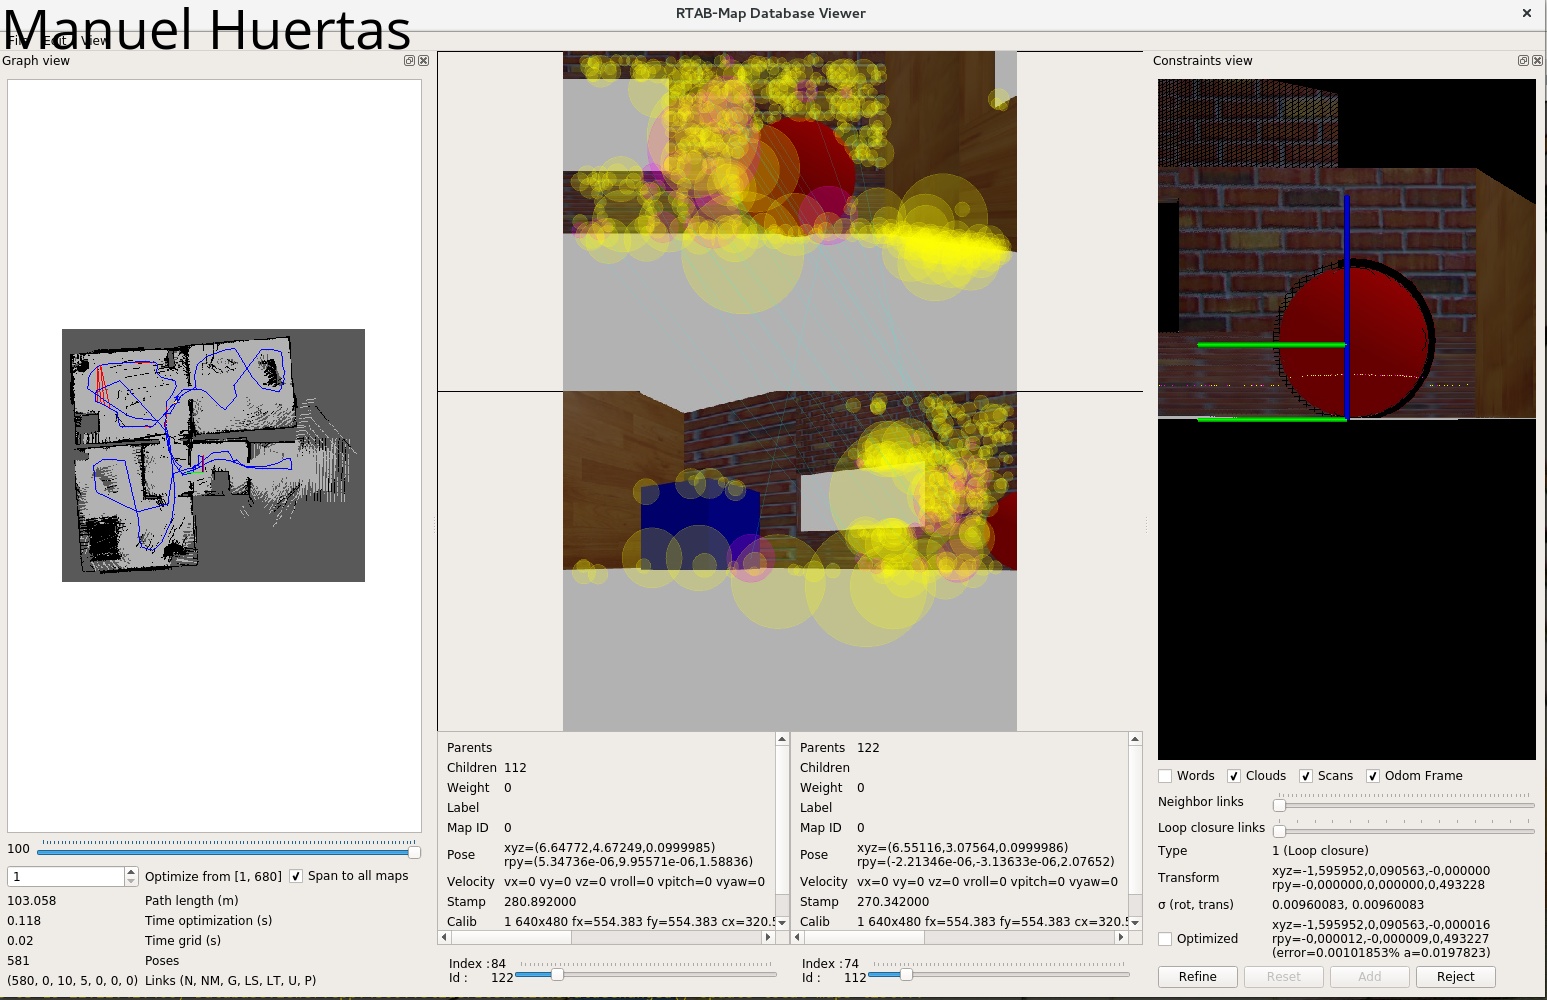 RTAB-Map Database Viewer
Manuel Huertas
File Edit View
Graph view
Constraints view
100
1
Optimize from [1, 680]
Span to all maps
103.058 Path length (m)
0.118 Time optimization (s)
0.02 Time grid (s)
581 Poses
(580, 0, 10, 5, 0, 0, 0) Links (N, NM, G, LS, LT, U, P)
Parents
Children 112
Weight 0
Label
Map ID 0
Pose xyz=(6.64772,4.67249,0.0999985)
rpy=(5.34736e-06,9.95571e-06,1.58836)
Velocity vx=0 vy=0 vz=0 vroll=0 vpitch=0 vyaw=0
Stamp 280.892000
Calib 1 640x480 fx=554.383 fy=554.383 cx=320.5
Index : 84
Id : 122
Parents 122
Children
Weight 0
Label
Map ID 0
Pose xyz=(6.55116,3.07564,0.0999986)
rpy=(-2.21346e-06,-3.13633e-06,2.07652)
Velocity vx=0 vy=0 vz=0 vroll=0 vpitch=0 vyaw=0
Stamp 270.342000
Calib 1 640x480 fx=554.383 fy=554.383 cx=320.5
Index : 74
Id : 112
Words Clouds Scans Odom Frame
Neighbor links
Loop closure links
Type 1 (Loop closure)
Transform xyz=-1,595952,0,090563,-0,000000
rpy=-0,000000,0,000000,0,493228
σ (rot, trans) 0.00960083, 0.00960083
Optimized xyz=-1,595952,0,090563,-0,000016
rpy=-0,000012,-0,000009,0,493227
(error=0.00101853% a=0.0197823)
Refine Reset Add Reject